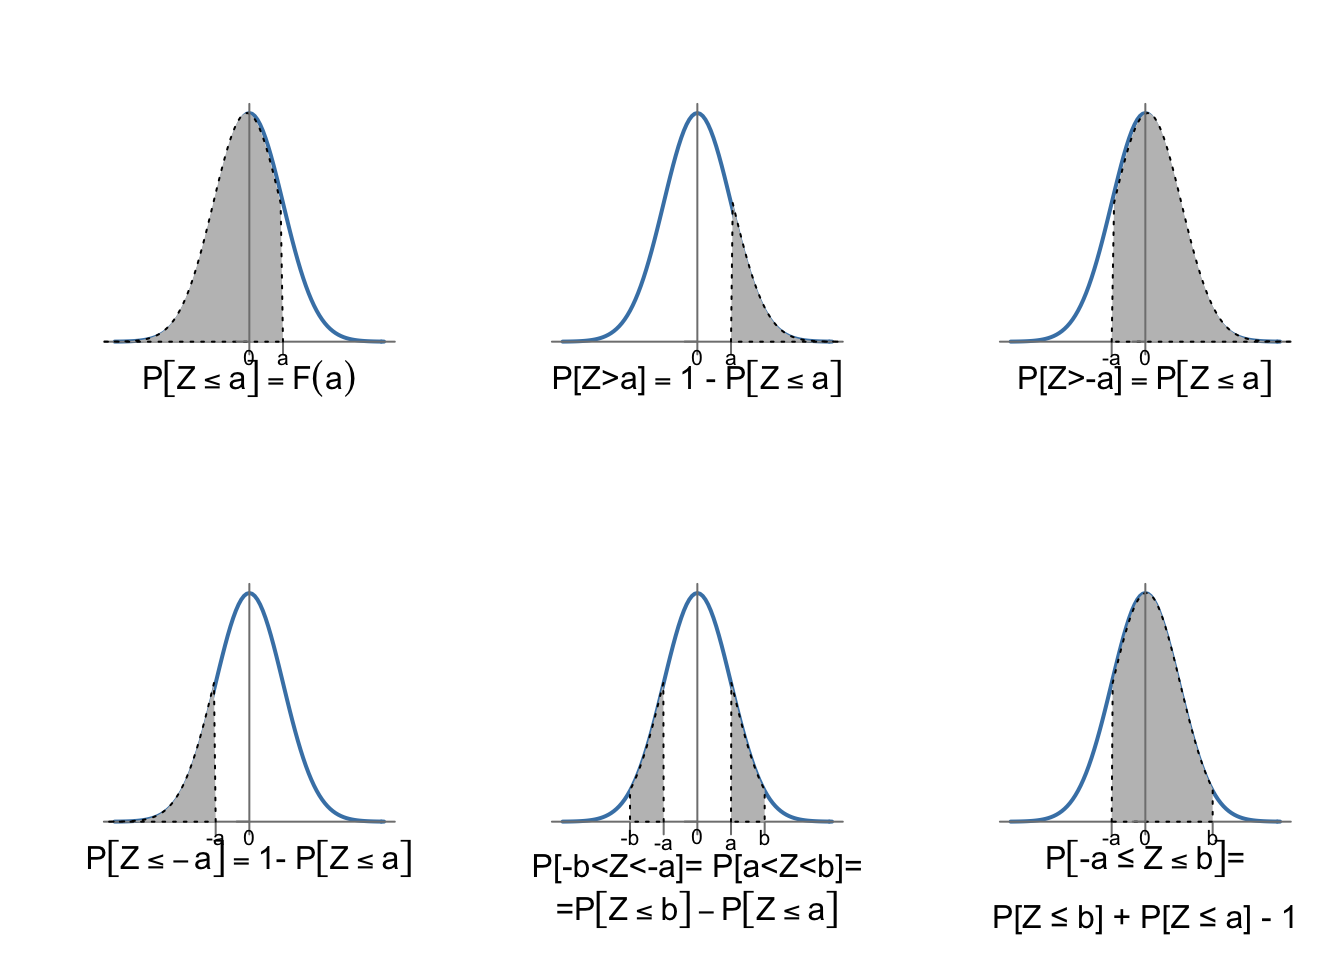 0 a
P[Z ≤ a] = F(a)
0 a
P[Z>a] = 1 - P[Z ≤ a]
-a 0
P[Z>-a] = P[Z ≤ a]
-a 0
P[Z ≤ − a] = 1- P[Z ≤ a]
-b -a 0 a b
P[-b<Z<-a]= P[a<Z<b]=
=P[Z ≤ b] − P[Z ≤ a]
-a 0 b
P[-a ≤ Z ≤ b]=
P[Z ≤ b] + P[Z ≤ a] - 1